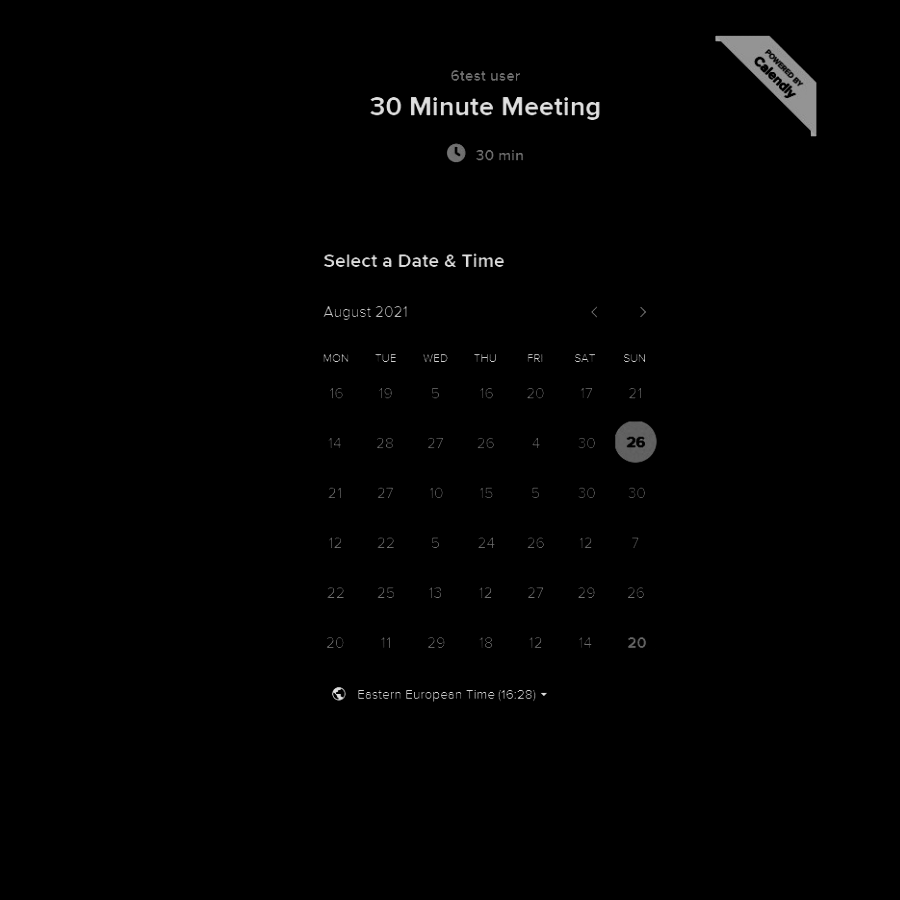 POWERED BY
Calendly
6test user
30 Minute Meeting
30 min
Select a Date & Time
August 2021
MON TUE WED THU FRI SAT SUN
16 19 5 16 20 17 21
14 28 27 26 4 30 26
21 27 10 15 5 30 30
12 22 5 24 26 12 7
22 25 13 12 27 29 26
20 11 29 18 12 14 20
Eastern European Time (16:28)